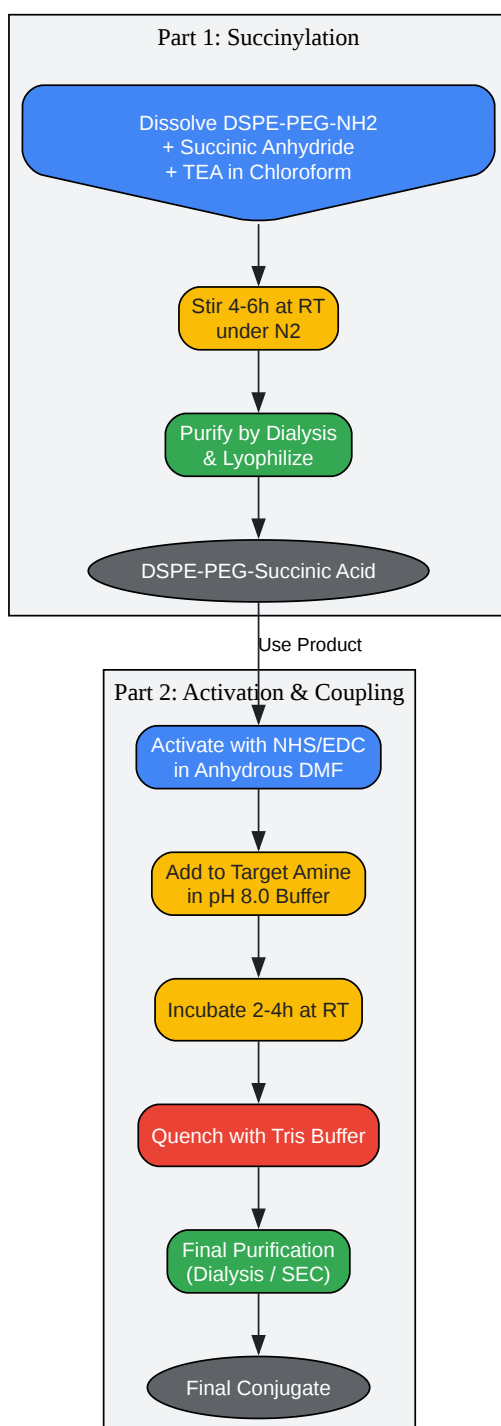 Part 1: Succinylation
Dissolve DSPE-PEG-NH2
+ Succinic Anhydride
+ TEA in Chloroform
Stir 4-6h at RT
under N2
Purify by Dialysis
& Lyophilize
DSPE-PEG-Succinic Acid
Use Product
Part 2: Activation & Coupling
Activate with NHS/EDC
in Anhydrous DMF
Add to Target Amine
in pH 8.0 Buffer
Incubate 2-4h at RT
Quench with Tris Buffer
Final Purification
(Dialysis / SEC)
Final Conjugate